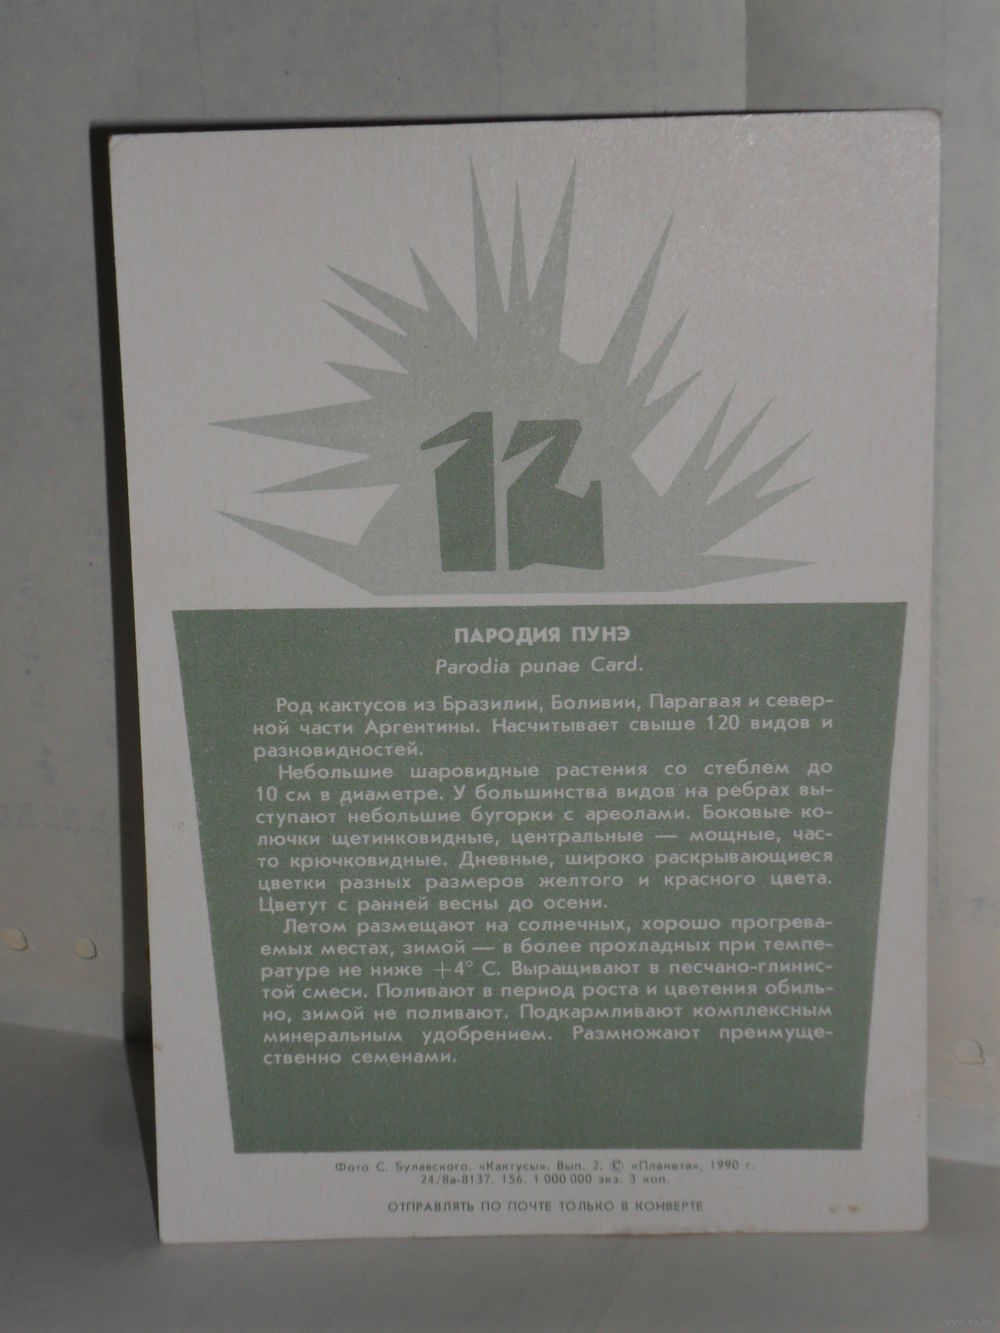 12
ПАРОДИЯ ПУНЭ
Parodia punae Card.
Род кактусов из Бразилии, Боливии, Парагвая и север-
ной части Аргентины. Насчитывает свыше 120 видов и
разновидностей.
Небольшие шаровидные растения со стеблем до
10 см в диаметре. У большинства видов на ребрах вы-
ступают небольшие бугорки с ареолами. Боковые ко-
лючки щетинковидные, центральные — мощные, час-
то крючковидные. Дневные, широко раскрывающиеся
цветки разных размеров желтого и красного цвета.
Цветут с ранней весны до осени.
Летом размещают на солнечных, хорошо прогрева-
емых местах, зимой — в более прохладных при темпе-
ратуре не ниже +4° С. Выращивают в песчано-глинис-
той смеси. Поливают в период роста и цветения обиль-
но, зимой не поливают. Подкармливают комплексным
минеральным удобрением. Размножают преимуще-
ственно семенами.
Фото С. Булавского. «Кактусы». Вып. 2. © «Планета», 1990 г.
24/8а-8137. 156. 1 000 000 экз. 3 коп.
ОТПРАВЛЯТЬ ПО ПОЧТЕ ТОЛЬКО В КОНВЕРТЕ
www.ay.by